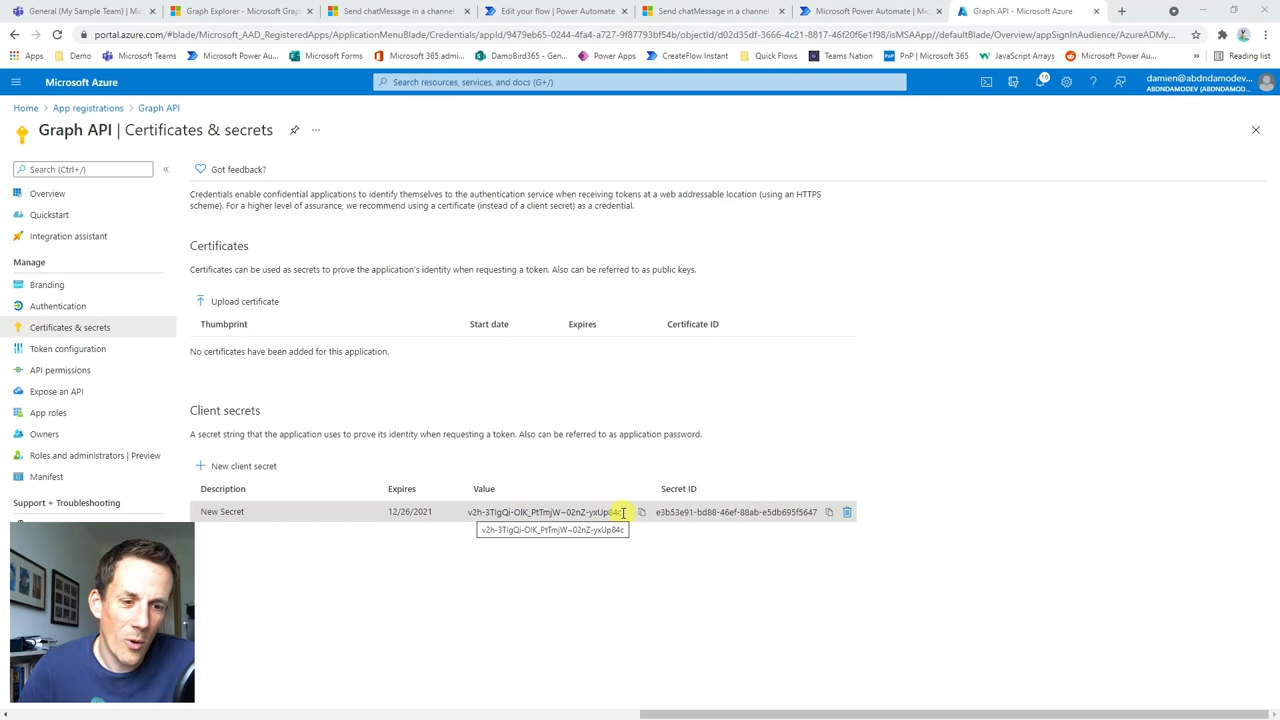 General (My Sample Team) | Mic
Graph Explorer - Microsoft Grap
Send chatMessage in a channel
Edit your flow | Power Automate
Send chatMessage in a channel
Microsoft Power Automate | Mi
Graph API - Microsoft Azure
portal.azure.com/#blade/Microsoft_AAD_RegisteredApps/ApplicationMenuBlade/Credentials/appId/9479eb65-0244-4754-a927-9f87793bf54b/objectId/d02d35df-3666-4c21-8817-46f20f6e1f98/isMSAApp//defaultBlade/Overview/appSignInAudience/AzureADMy...
Apps
Demo
Microsoft Teams
Microsoft Power Au...
Microsoft Forms
Microsoft 365 admi...
DamoBird365 - Gen...
Power Apps
CreateFlow Instant
Quick Flows
Teams Nation
PnP | Microsoft 365
JavaScript Arrays
Microsoft Power Au...
Reading list
Microsoft Azure
Search resources, services, and docs (G+/)
16
damien@abdndamodev...
ABDNDAMODEV (ABDNDAMOD...
Home > App registrations > Graph API
Graph API | Certificates & secrets
Search (Ctrl+/)
Got feedback?
Overview
Quickstart
Integration assistant
Manage
Branding
Authentication
Certificates & secrets
Token configuration
API permissions
Expose an API
App roles
Owners
Roles and administrators | Preview
Manifest
Support + Troubleshooting
Credentials enable confidential applications to identify themselves to the authentication service when receiving tokens at a web addressable location (using an HTTPS
scheme). For a higher level of assurance, we recommend using a certificate (instead of a client secret) as a credential.
Certificates
Certificates can be used as secrets to prove the application's identity when requesting a token. Also can be referred to as public keys.
Upload certificate
Thumbprint Start date Expires Certificate ID
No certificates have been added for this application.
Client secrets
A secret string that the application uses to prove its identity when requesting a token. Also can be referred to as application password.
New client secret
Description Expires Value Secret ID
New Secret 12/26/2021 v2h-3TIgQi-OlK_PtTmjW~02nZ-yxUp84c e3b53e91-bd88-46ef-88ab-e5db695f5647
v2h-3TIgQi-OlK_PtTmjW~02nZ-yxUp84c